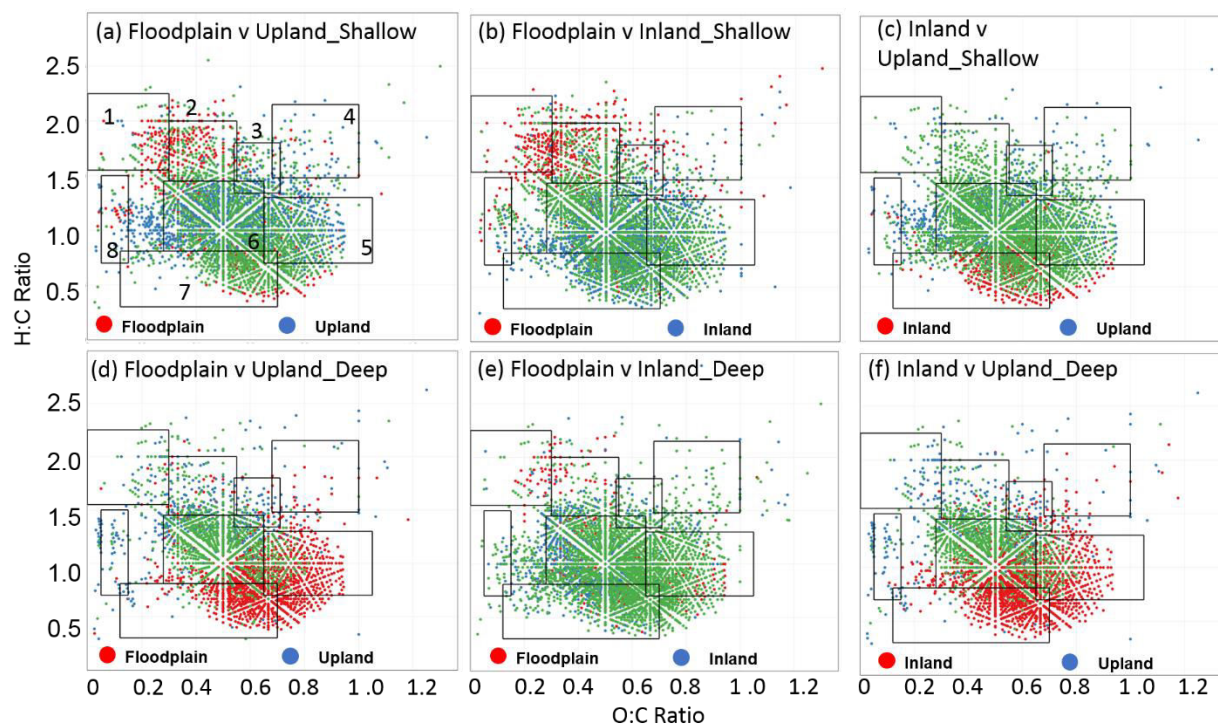 (a) Floodplain v Upland_Shallow
(b) Floodplain v Inland_Shallow
(c) Inland v
Upland_Shallow
2.5
2.0
1.5
1.0
0.5
H:C Ratio
1
2
3
4
5
6
7
8
Floodplain
Upland
Floodplain
Inland
Inland
Upland
(d) Floodplain v Upland_Deep
(e) Floodplain v Inland_Deep
(f) Inland v Upland_Deep
2.5
2.0
1.5
1.0
0.5
Floodplain
Upland
Floodplain
Inland
Inland
Upland
0 0.2 0.4 0.6 0.8 1.0 1.2
0 0.2 0.4 0.6 0.8 1.0 1.2
0 0.2 0.4 0.6 0.8 1.0 1.2
O:C Ratio